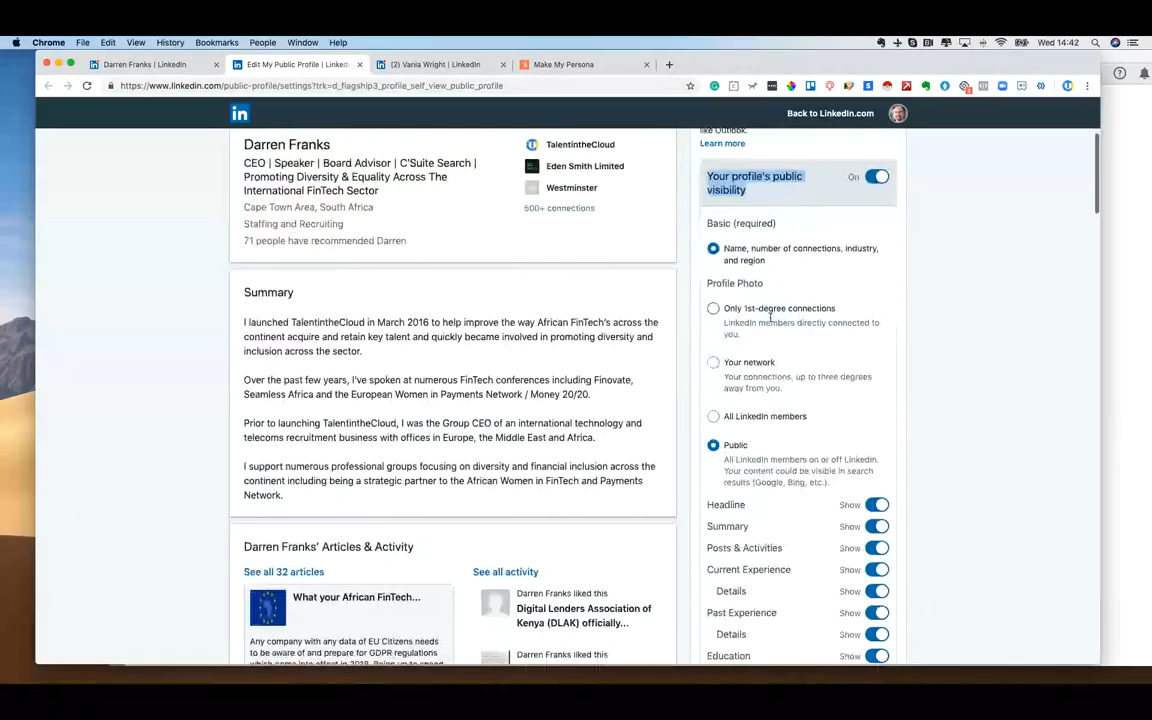 Chrome File Edit View History Bookmarks People Window Help
Wed 14:42
Darren Franks | LinkedIn
Edit My Public Profile | LinkedIn
(2) Vania Wright | LinkedIn
Make My Persona
https://www.linkedin.com/public-profile/settings?trk=d_flagship3_profile_self_view_public_profile
in
Back to LinkedIn.com
Darren Franks
CEO | Speaker | Board Advisor | C'Suite Search |
Promoting Diversity & Equality Across The
International FinTech Sector
Cape Town Area, South Africa
Staffing and Recruiting
71 people have recommended Darren
TalentintheCloud
Eden Smith Limited
Westminster
500+ connections
Summary
I launched TalentintheCloud in March 2016 to help improve the way African FinTech's across the
continent acquire and retain key talent and quickly became involved in promoting diversity and
inclusion across the sector.
Over the past few years, I've spoken at numerous FinTech conferences including Finovate,
Seamless Africa and the European Women in Payments Network / Money 20/20.
Prior to launching TalentintheCloud, I was the Group CEO of an international technology and
telecoms recruitment business with offices in Europe, the Middle East and Africa.
I support numerous professional groups focusing on diversity and financial inclusion across the
continent including being a strategic partner to the African Women in FinTech and Payments
Network.
Darren Franks' Articles & Activity
See all 32 articles
What your African FinTech...
Any company with any data of EU Citizens needs
to be aware of and prepare for GDPR regulations
See all activity
Darren Franks liked this
Digital Lenders Association of
Kenya (DLAK) officially...
Darren Franks liked this
like Outlook.
Learn more
Your profile's public
visibility
On
Basic (required)
Name, number of connections, industry,
and region
Profile Photo
Only 1st-degree connections
LinkedIn members directly connected to
you.
Your network
Your connections, up to three degrees
away from you.
All LinkedIn members
Public
All LinkedIn members on or off LinkedIn.
Your content could be visible in search
results (Google, Bing, etc.).
Headline Show
Summary Show
Posts & Activities Show
Current Experience Show
Details Show
Past Experience Show
Details Show
Education Show